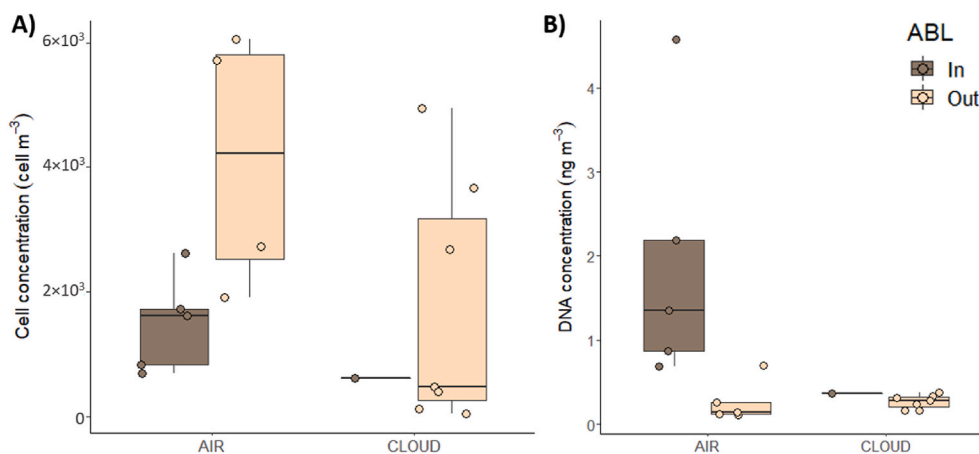 A)
Cell concentration (cell m⁻³)
6×10³
4×10³
2×10³
0
AIR CLOUD
B)
DNA concentration (ng m⁻³)
4
3
2
1
0
AIR CLOUD
ABL
In
Out